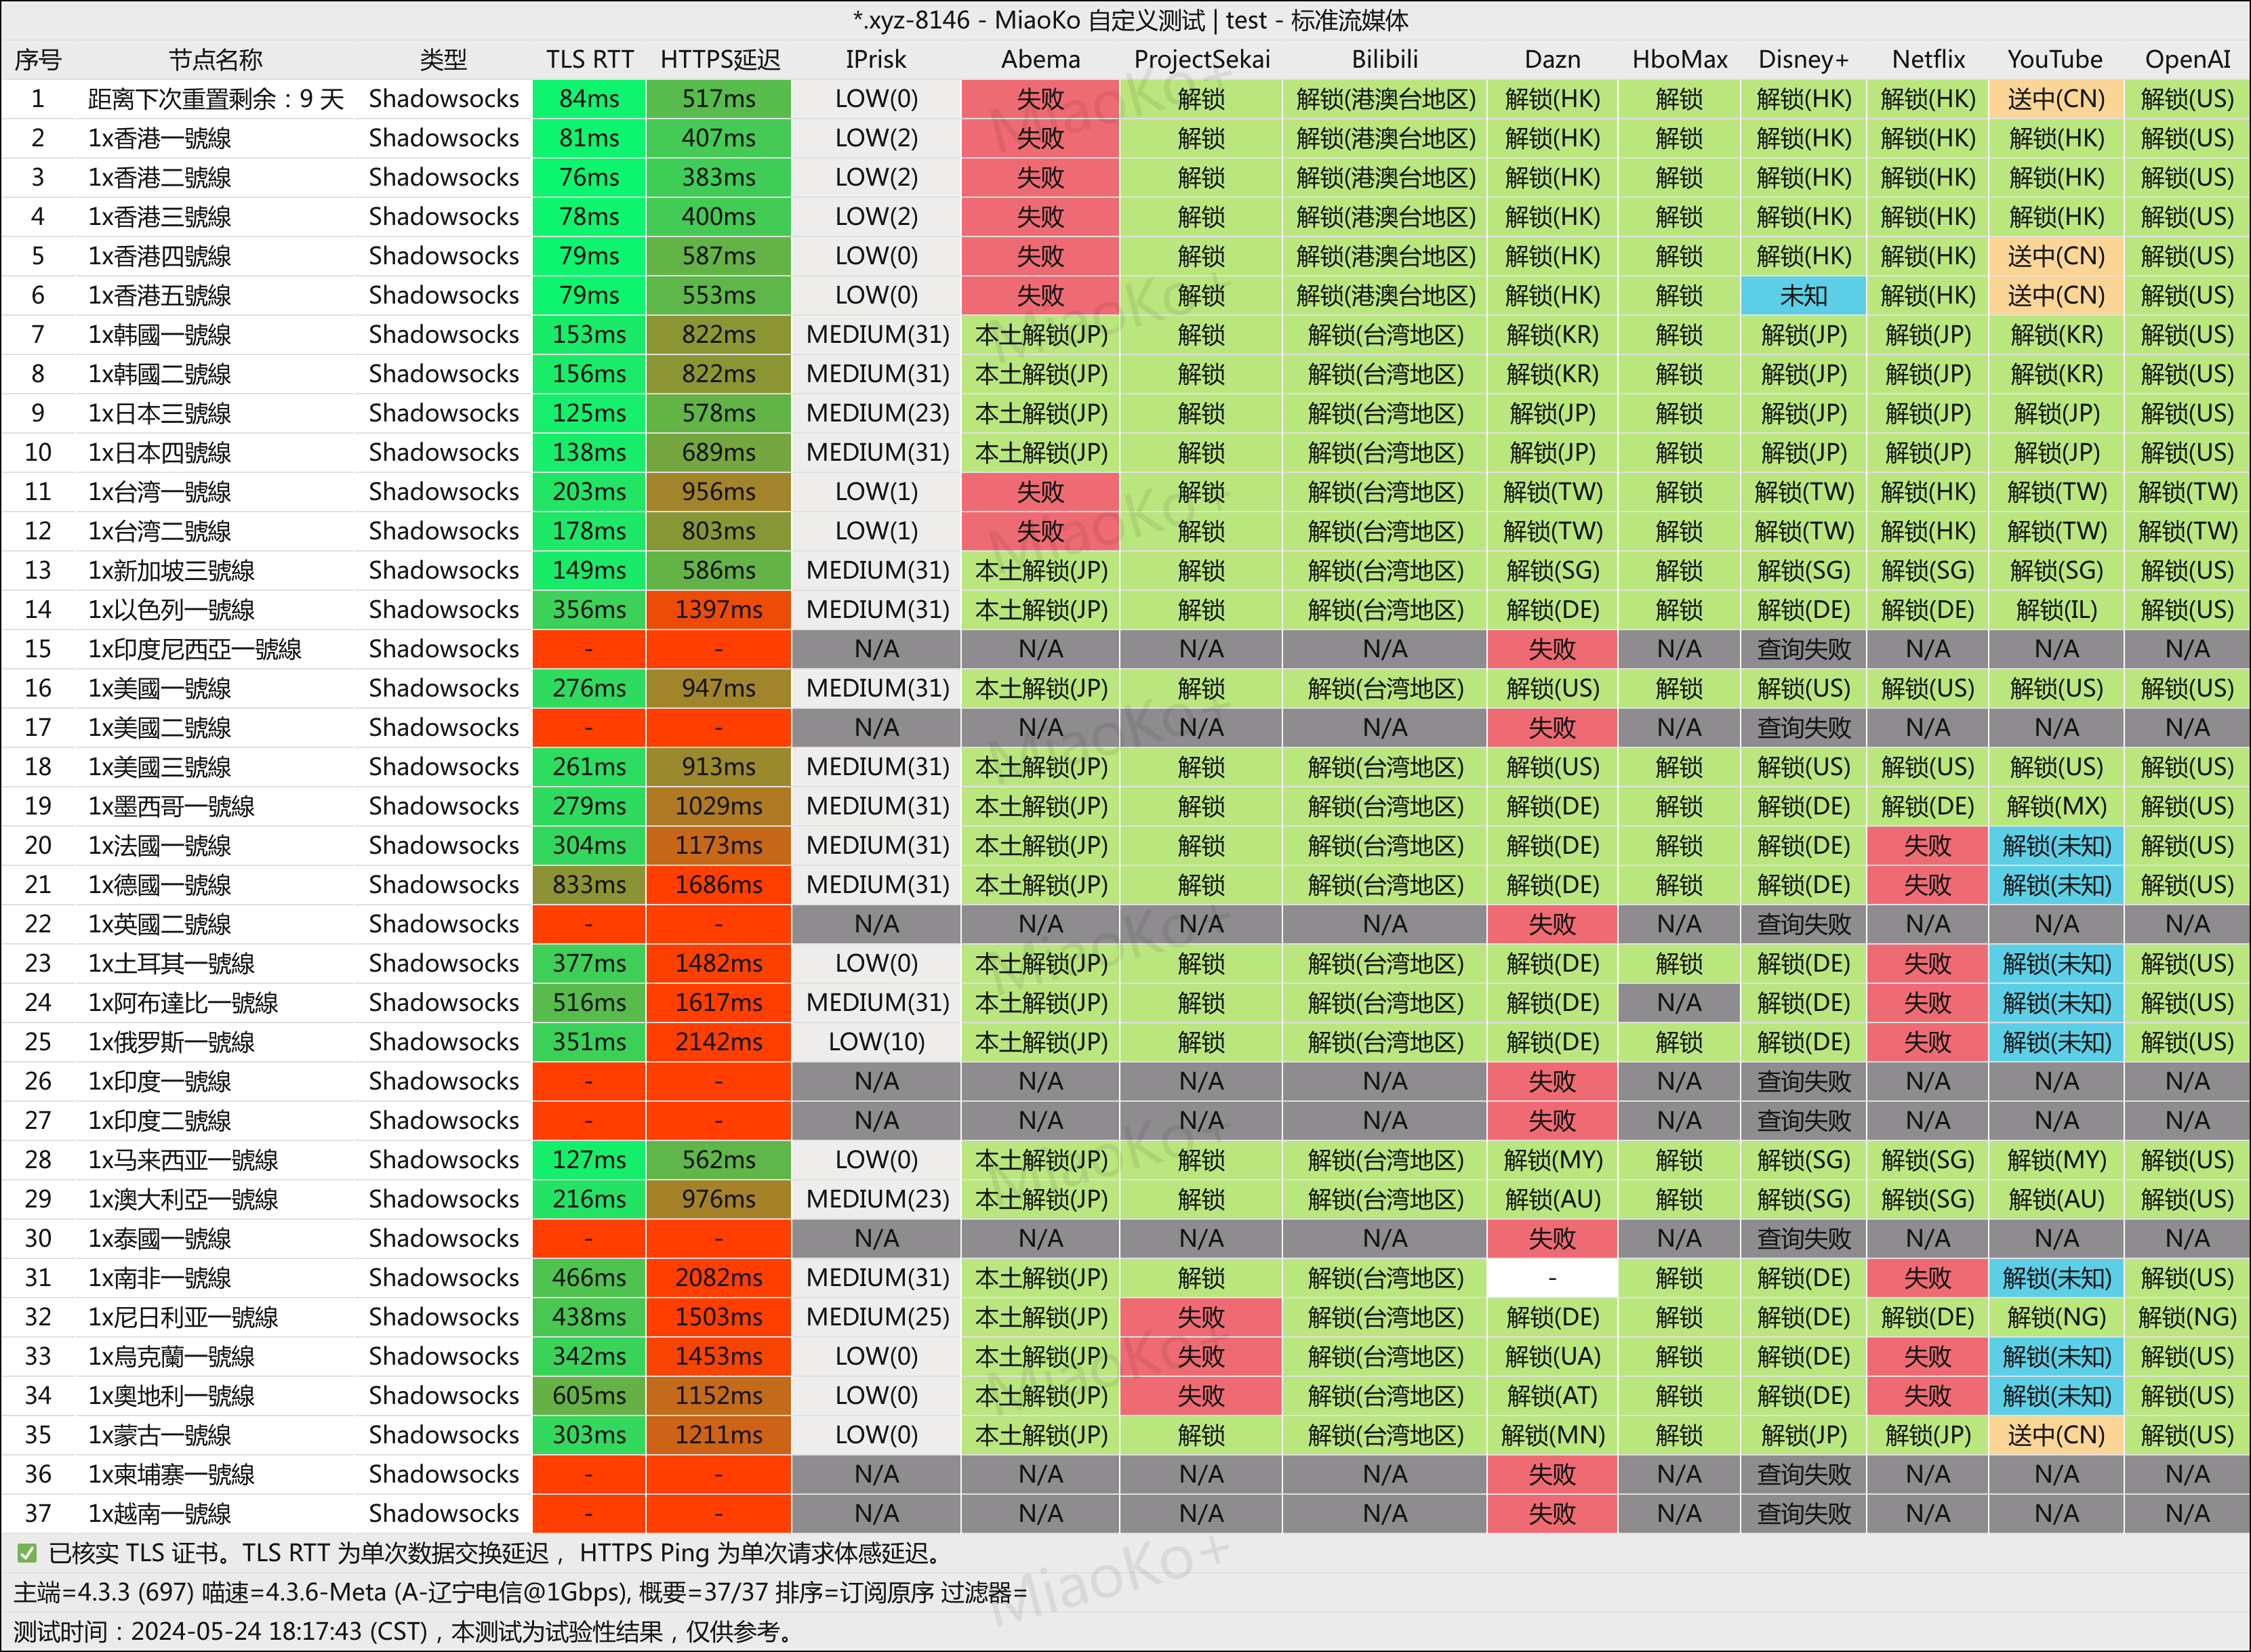 *.xyz-8146 - MiaoKo 自定义测试 | test - 标准流媒体
序号 节点名称 类型 TLS RTT HTTPS延迟 IPrisk Abema ProjectSekai Bilibili Dazn HboMax Disney+ Netflix YouTube OpenAI
1 距离下次重置剩余：9 天 Shadowsocks 84ms 517ms LOW(0) 失败 解锁 解锁(港澳台地区) 解锁(HK) 解锁 解锁(HK) 解锁(HK) 送中(CN) 解锁(US)
2 1x香港一號線 Shadowsocks 81ms 407ms LOW(2) 失败 解锁 解锁(港澳台地区) 解锁(HK) 解锁 解锁(HK) 解锁(HK) 解锁(HK) 解锁(US)
3 1x香港二號線 Shadowsocks 76ms 383ms LOW(2) 失败 解锁 解锁(港澳台地区) 解锁(HK) 解锁 解锁(HK) 解锁(HK) 解锁(HK) 解锁(US)
4 1x香港三號線 Shadowsocks 78ms 400ms LOW(2) 失败 解锁 解锁(港澳台地区) 解锁(HK) 解锁 解锁(HK) 解锁(HK) 解锁(HK) 解锁(US)
5 1x香港四號線 Shadowsocks 79ms 587ms LOW(0) 失败 解锁 解锁(港澳台地区) 解锁(HK) 解锁 解锁(HK) 解锁(HK) 送中(CN) 解锁(US)
6 1x香港五號線 Shadowsocks 79ms 553ms LOW(0) 失败 解锁 解锁(港澳台地区) 解锁(HK) 解锁 未知 解锁(HK) 送中(CN) 解锁(US)
7 1x韩國一號線 Shadowsocks 153ms 822ms MEDIUM(31) 本土解锁(JP) 解锁 解锁(台湾地区) 解锁(KR) 解锁 解锁(JP) 解锁(JP) 解锁(KR) 解锁(US)
8 1x韩國二號線 Shadowsocks 156ms 822ms MEDIUM(31) 本土解锁(JP) 解锁 解锁(台湾地区) 解锁(KR) 解锁 解锁(JP) 解锁(JP) 解锁(KR) 解锁(US)
9 1x日本三號線 Shadowsocks 125ms 578ms MEDIUM(23) 本土解锁(JP) 解锁 解锁(台湾地区) 解锁(JP) 解锁 解锁(JP) 解锁(JP) 解锁(JP) 解锁(US)
10 1x日本四號線 Shadowsocks 138ms 689ms MEDIUM(31) 本土解锁(JP) 解锁 解锁(台湾地区) 解锁(JP) 解锁 解锁(JP) 解锁(JP) 解锁(JP) 解锁(US)
11 1x台湾一號線 Shadowsocks 203ms 956ms LOW(1) 失败 解锁 解锁(台湾地区) 解锁(TW) 解锁 解锁(TW) 解锁(HK) 解锁(TW) 解锁(TW)
12 1x台湾二號線 Shadowsocks 178ms 803ms LOW(1) 失败 解锁 解锁(台湾地区) 解锁(TW) 解锁 解锁(TW) 解锁(HK) 解锁(TW) 解锁(TW)
13 1x新加坡三號線 Shadowsocks 149ms 586ms MEDIUM(31) 本土解锁(JP) 解锁 解锁(台湾地区) 解锁(SG) 解锁 解锁(SG) 解锁(SG) 解锁(SG) 解锁(US)
14 1x以色列一號線 Shadowsocks 356ms 1397ms MEDIUM(31) 本土解锁(JP) 解锁 解锁(台湾地区) 解锁(DE) 解锁 解锁(DE) 解锁(DE) 解锁(IL) 解锁(US)
15 1x印度尼西亞一號線 Shadowsocks - - N/A N/A N/A N/A 失败 N/A 查询失败 N/A N/A N/A
16 1x美國一號線 Shadowsocks 276ms 947ms MEDIUM(31) 本土解锁(JP) 解锁 解锁(台湾地区) 解锁(US) 解锁 解锁(US) 解锁(US) 解锁(US) 解锁(US)
17 1x美國二號線 Shadowsocks - - N/A N/A N/A N/A 失败 N/A 查询失败 N/A N/A N/A
18 1x美國三號線 Shadowsocks 261ms 913ms MEDIUM(31) 本土解锁(JP) 解锁 解锁(台湾地区) 解锁(US) 解锁 解锁(US) 解锁(US) 解锁(US) 解锁(US)
19 1x墨西哥一號線 Shadowsocks 279ms 1029ms MEDIUM(31) 本土解锁(JP) 解锁 解锁(台湾地区) 解锁(DE) 解锁 解锁(DE) 解锁(DE) 解锁(MX) 解锁(US)
20 1x法國一號線 Shadowsocks 304ms 1173ms MEDIUM(31) 本土解锁(JP) 解锁 解锁(台湾地区) 解锁(DE) 解锁 解锁(DE) 失败 解锁(未知) 解锁(US)
21 1x德國一號線 Shadowsocks 833ms 1686ms MEDIUM(31) 本土解锁(JP) 解锁 解锁(台湾地区) 解锁(DE) 解锁 解锁(DE) 失败 解锁(未知) 解锁(US)
22 1x英國二號線 Shadowsocks - - N/A N/A N/A N/A 失败 N/A 查询失败 N/A N/A N/A
23 1x土耳其一號線 Shadowsocks 377ms 1482ms LOW(0) 本土解锁(JP) 解锁 解锁(台湾地区) 解锁(DE) 解锁 解锁(DE) 失败 解锁(未知) 解锁(US)
24 1x阿布達比一號線 Shadowsocks 516ms 1617ms MEDIUM(31) 本土解锁(JP) 解锁 解锁(台湾地区) 解锁(DE) N/A 解锁(DE) 失败 解锁(未知) 解锁(US)
25 1x俄罗斯一號線 Shadowsocks 351ms 2142ms LOW(10) 本土解锁(JP) 解锁 解锁(台湾地区) 解锁(DE) 解锁 解锁(DE) 失败 解锁(未知) 解锁(US)
26 1x印度一號線 Shadowsocks - - N/A N/A N/A N/A 失败 N/A 查询失败 N/A N/A N/A
27 1x印度二號線 Shadowsocks - - N/A N/A N/A N/A 失败 N/A 查询失败 N/A N/A N/A
28 1x马来西亚一號線 Shadowsocks 127ms 562ms LOW(0) 本土解锁(JP) 解锁 解锁(台湾地区) 解锁(MY) 解锁 解锁(SG) 解锁(SG) 解锁(MY) 解锁(US)
29 1x澳大利亞一號線 Shadowsocks 216ms 976ms MEDIUM(23) 本土解锁(JP) 解锁 解锁(台湾地区) 解锁(AU) 解锁 解锁(SG) 解锁(SG) 解锁(AU) 解锁(US)
30 1x泰國一號線 Shadowsocks - - N/A N/A N/A N/A 失败 N/A 查询失败 N/A N/A N/A
31 1x南非一號線 Shadowsocks 466ms 2082ms MEDIUM(31) 本土解锁(JP) 解锁 解锁(台湾地区) - 解锁 解锁(DE) 失败 解锁(未知) 解锁(US)
32 1x尼日利亚一號線 Shadowsocks 438ms 1503ms MEDIUM(25) 本土解锁(JP) 失败 解锁(台湾地区) 解锁(DE) 解锁 解锁(DE) 解锁(DE) 解锁(NG) 解锁(NG)
33 1x烏克蘭一號線 Shadowsocks 342ms 1453ms LOW(0) 本土解锁(JP) 失败 解锁(台湾地区) 解锁(UA) 解锁 解锁(DE) 失败 解锁(未知) 解锁(US)
34 1x奧地利一號線 Shadowsocks 605ms 1152ms LOW(0) 本土解锁(JP) 失败 解锁(台湾地区) 解锁(AT) 解锁 解锁(DE) 失败 解锁(未知) 解锁(US)
35 1x蒙古一號線 Shadowsocks 303ms 1211ms LOW(0) 本土解锁(JP) 解锁 解锁(台湾地区) 解锁(MN) 解锁 解锁(JP) 解锁(JP) 送中(CN) 解锁(US)
36 1x柬埔寨一號線 Shadowsocks - - N/A N/A N/A N/A 失败 N/A 查询失败 N/A N/A N/A
37 1x越南一號線 Shadowsocks - - N/A N/A N/A N/A 失败 N/A 查询失败 N/A N/A N/A
✅ 已核实 TLS 证书。TLS RTT 为单次数据交换延迟， HTTPS Ping 为单次请求体感延迟。
主端=4.3.3 (697) 喵速=4.3.6-Meta (A-辽宁电信@1Gbps), 概要=37/37 排序=订阅原序 过滤器=
测试时间：2024-05-24 18:17:43 (CST)，本测试为试验性结果，仅供参考。
MiaoKo+
MiaoKo+
MiaoKo+
MiaoKo+
MiaoKo+
MiaoKo+
MiaoKo+
MiaoKo+